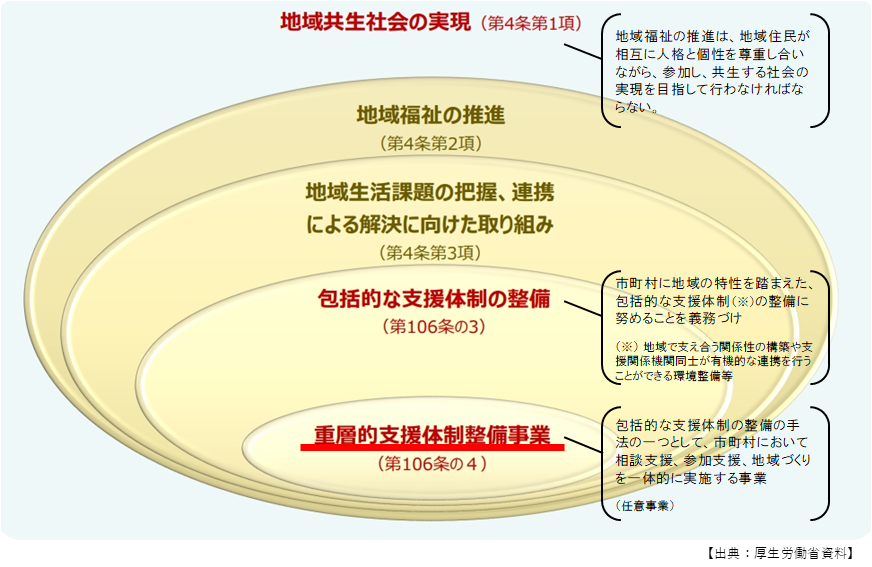 地域共生社会の実現（第4条第1項）
地域福祉の推進は、地域住民が
相互に人格と個性を尊重し合い
ながら、参加し、共生する社会の
実現を目指して行わなければな
らない。
地域福祉の推進
（第4条第2項）
地域生活課題の把握、連携
による解決に向けた取り組み
（第4条第3項）
包括的な支援体制の整備
（第106条の3）
市町村に地域の特性を踏まえた、
包括的な支援体制（※）の整備に
努めることを義務づけ
（※）地域で支え合う関係性の構築や支
援関係機関同士が有機的な連携を行う
ことができる環境整備等
重層的支援体制整備事業
（第106条の４）
包括的な支援体制の整備の手
法の一つとして、市町村において
相談支援、参加支援、地域づくり
を一体的に実施する事業
（任意事業）
【出典：厚生労働省資料】